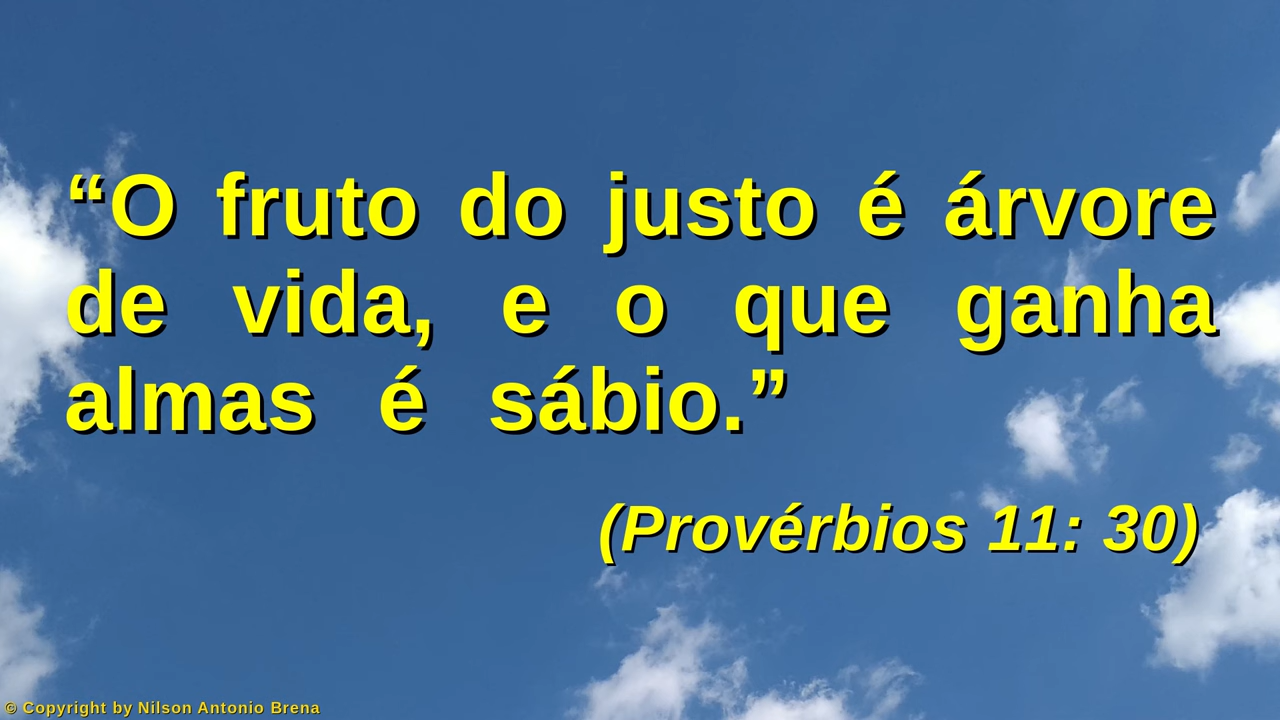 “O fruto do justo é árvore
de vida, e o que ganha
almas é sábio.”
(Provérbios 11: 30)
© Copyright by Nilson Antonio Brena